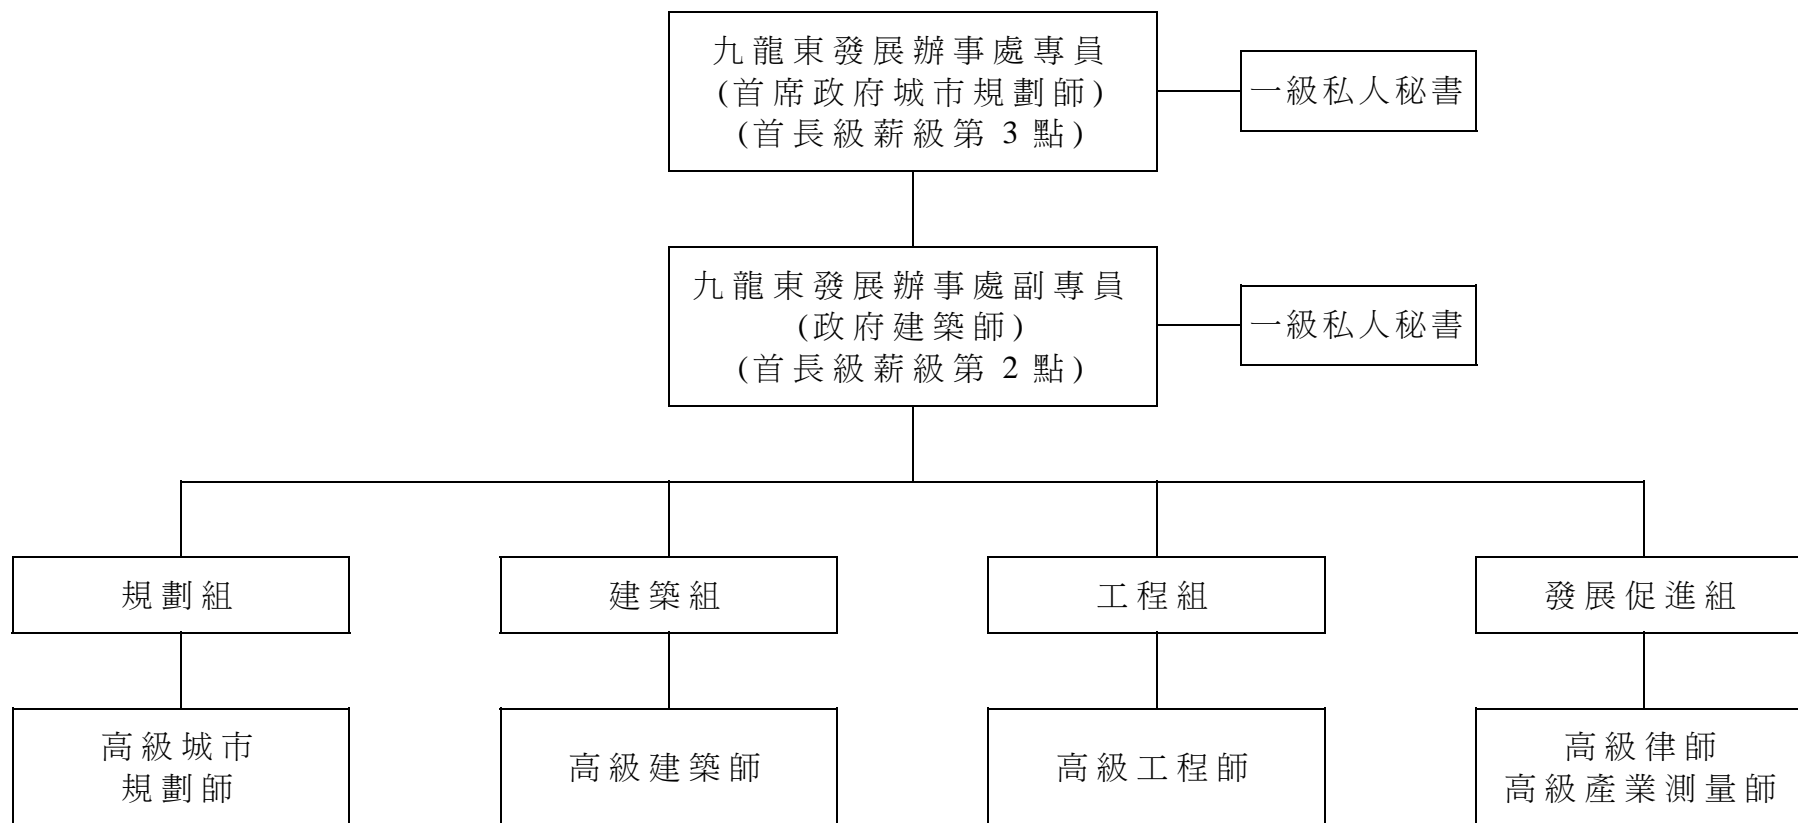 九龍東發展辦事處專員
(首席政府城市規劃師)
(首長級薪級第 3 點)
一級私人秘書
九龍東發展辦事處副專員
(政府建築師)
(首長級薪級第 2 點)
一級私人秘書
規劃組
建築組
工程組
發展促進組
高級城市
規劃師
高級建築師
高級工程師
高級律師
高級產業測量師